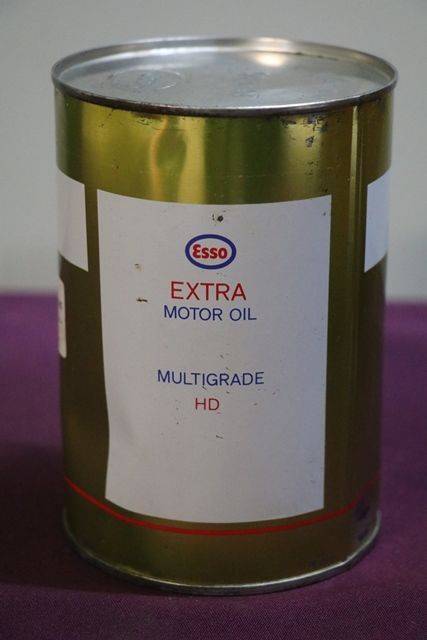 Esso
EXTRA
MOTOR OIL
MULTIGRADE
HD